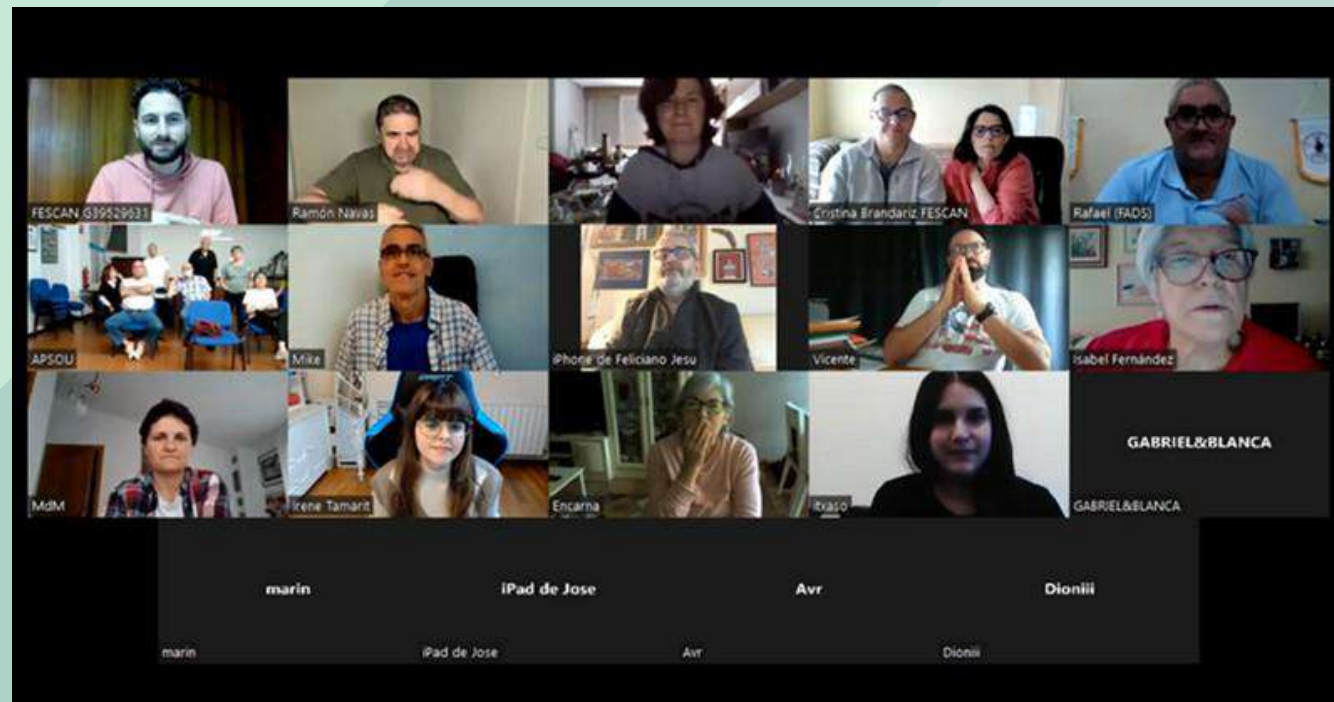 FESCAN G39629631
Ramón Navas
Cristina Brandariz FESCAN
Rafael (FADS)
APSOU
Mike
iPhone de Feliciano Jesu
Vicente
Isabel Fernández
MdM
Irene Tamarit
Encarna
itxaso
GABRIEL&BLANCA
GABRIEL&BLANCA
marin
iPad de Jose
Avr
Dioniii
marin
iPad de Jose
Avr
Dioniii